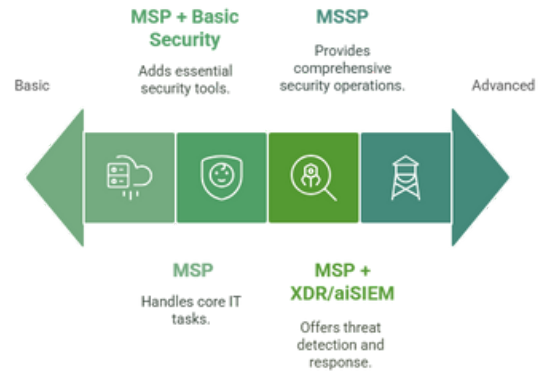 MSP + Basic
Security
Adds essential
security tools.
MSSP
Provides
comprehensive
security operations.
Basic
Advanced
MSP
Handles core IT
tasks.
MSP +
XDR/aiSIEM
Offers threat
detection and
response.